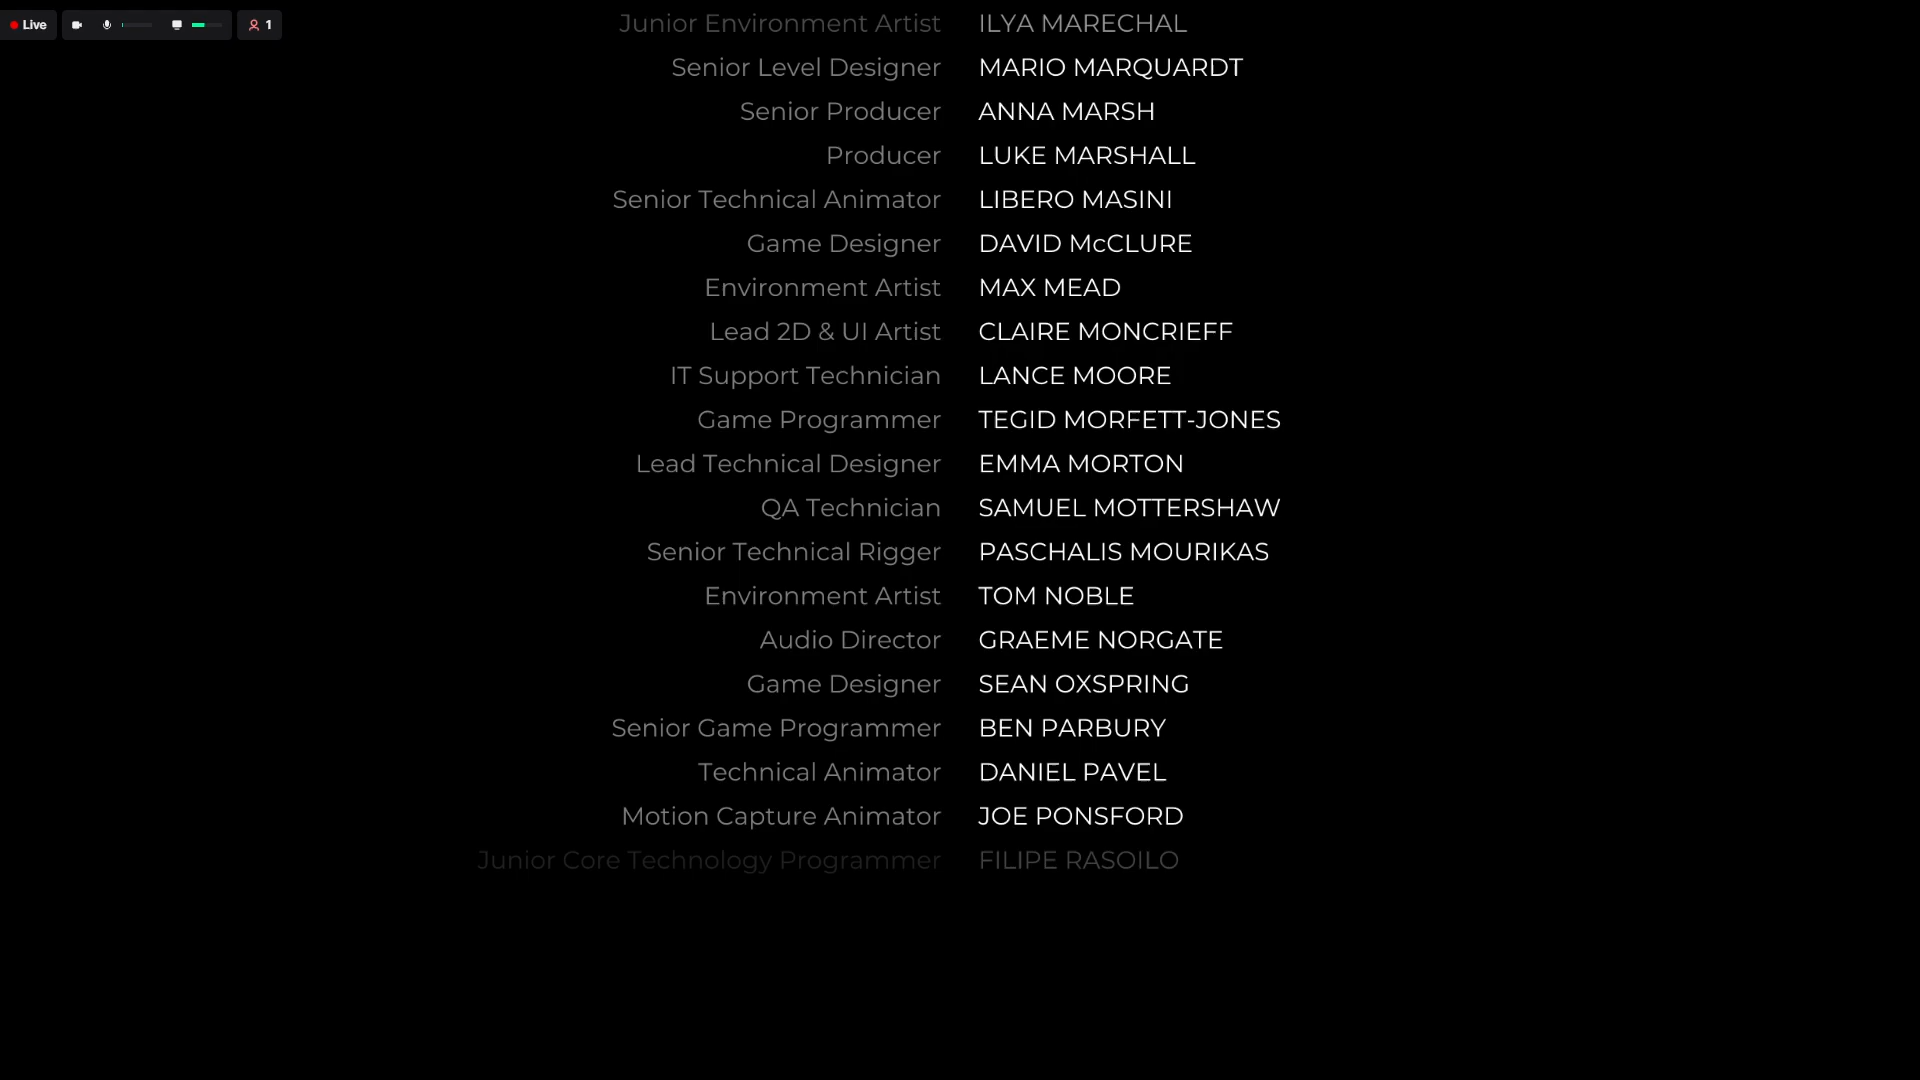 Live
1
Junior Environment Artist ILYA MARECHAL
Senior Level Designer MARIO MARQUARDT
Senior Producer ANNA MARSH
Producer LUKE MARSHALL
Senior Technical Animator LIBERO MASINI
Game Designer DAVID McCLURE
Environment Artist MAX MEAD
Lead 2D & UI Artist CLAIRE MONCRIEFF
IT Support Technician LANCE MOORE
Game Programmer TEGID MORFETT-JONES
Lead Technical Designer EMMA MORTON
QA Technician SAMUEL MOTTERSHAW
Senior Technical Rigger PASCHALIS MOURIKAS
Environment Artist TOM NOBLE
Audio Director GRAEME NORGATE
Game Designer SEAN OXSPRING
Senior Game Programmer BEN PARBURY
Technical Animator DANIEL PAVEL
Motion Capture Animator JOE PONSFORD
Junior Core Technology Programmer FILIPE RASOILO